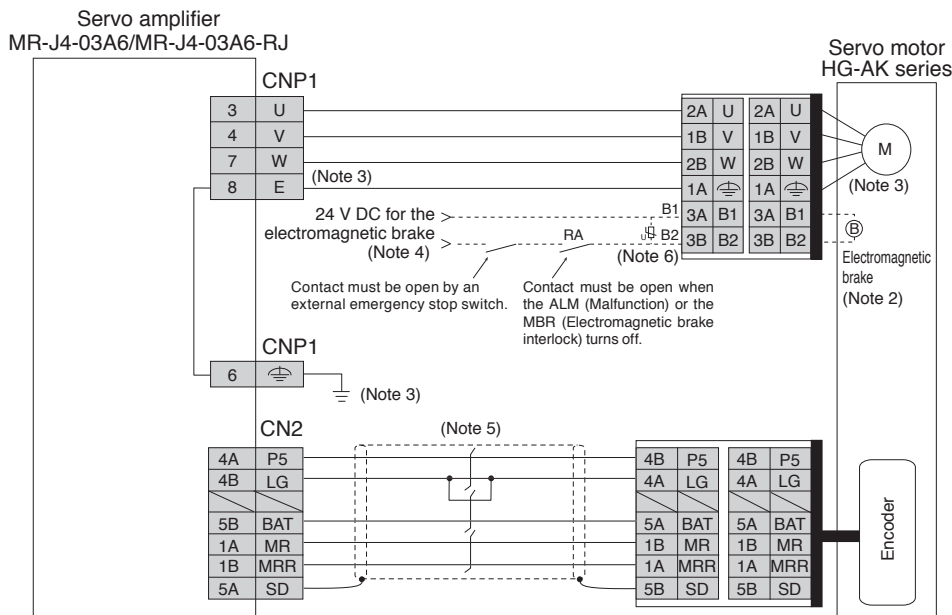 Servo amplifier
MR-J4-03A6/MR-J4-03A6-RJ
Servo motor
HG-AK series
CNP1
3 U
4 V
7 W
8 E
(Note 3)
2A U 2A U
1B V 1B V
2B W 2B W
1A 1A
3A B1 3A B1
3B B2 3B B2
M
(Note 3)
24 V DC for the
electromagnetic brake
(Note 4)
B1
B2
U
RA
(Note 6)
B
Electromagnetic
brake
(Note 2)
Contact must be open by an
external emergency stop switch.
Contact must be open when
the ALM (Malfunction) or the
MBR (Electromagnetic brake
interlock) turns off.
CNP1
6
(Note 3)
CN2
(Note 5)
4A P5
4B LG
5B BAT
1A MR
1B MRR
5A SD
4B P5 4B P5
4A LG 4A LG
5A BAT 5A BAT
1B MR 1B MR
1A MRR 1A MRR
5B SD 5B SD
Encoder